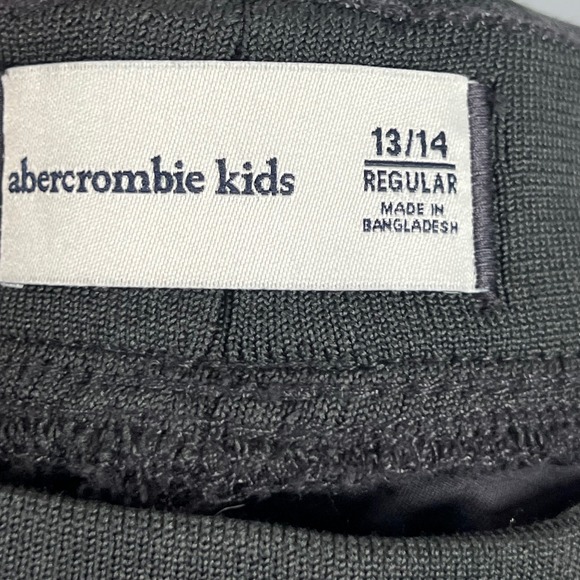 abercrombie kids
13/14
REGULAR
MADE IN
BANGLADESH